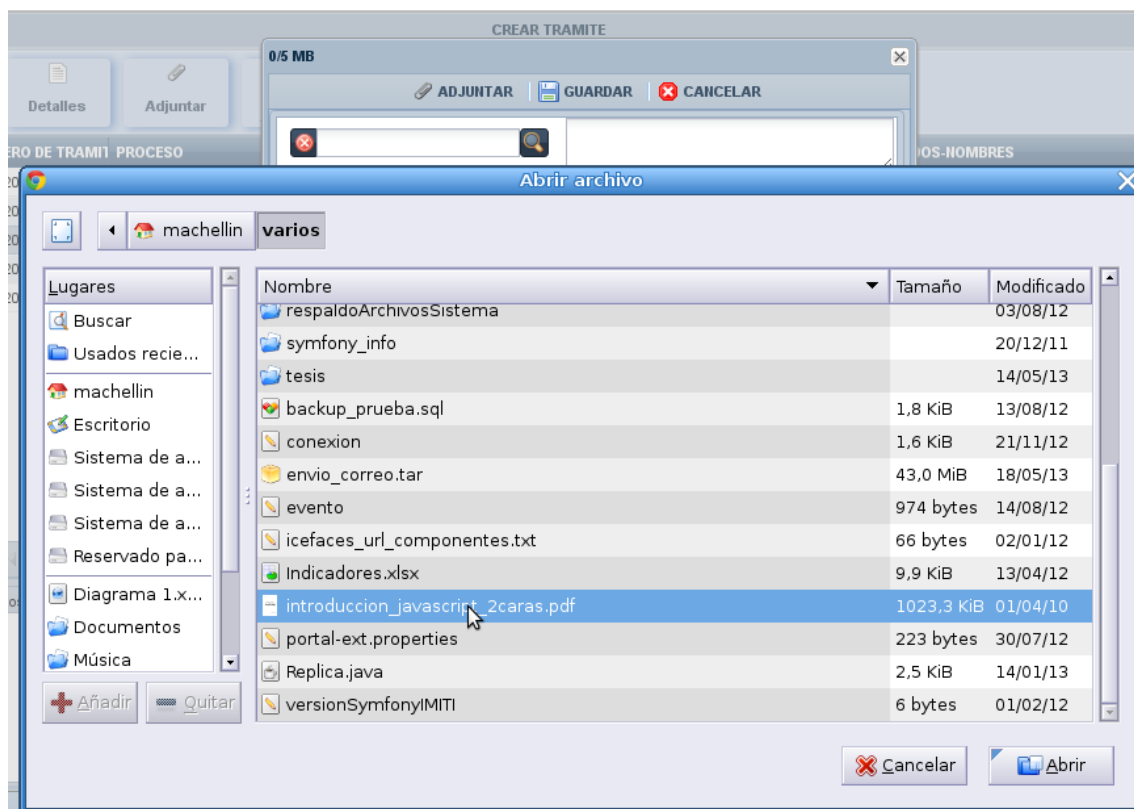 CREAR TRAMITE
0/5 MB
ADJUNTAR GUARDAR CANCELAR
Detalles Adjuntar
ERO DE TRAMIT PROCESO OS-NOMBRES
Abrir archivo
machellin varios
Lugares Nombre Tamaño Modificado
respaldoArchivosSistema 03/08/12
Buscar
symfony_info 20/12/11
Usados recie...
tesis 14/05/13
machellin
backup_prueba.sql 1,8 KiB 13/08/12
Escritorio
conexion 1,6 KiB 21/11/12
Sistema de a...
envio_correo.tar 43,0 MiB 18/05/13
Sistema de a...
evento 974 bytes 14/08/12
Sistema de a...
icefaces_url_componentes.txt 66 bytes 02/01/12
Reservado pa...
Indicadores.xlsx 9,9 KiB 13/04/12
Diagrama 1.x...
introduccion_javascript_2caras.pdf 1023,3 KiB 01/04/10
Documentos
portal-ext.properties 223 bytes 30/07/12
Música
Replica.java 2,5 KiB 14/01/13
Añadir Quitar
versionSymfonyIMITI 6 bytes 01/02/12
Cancelar Abrir